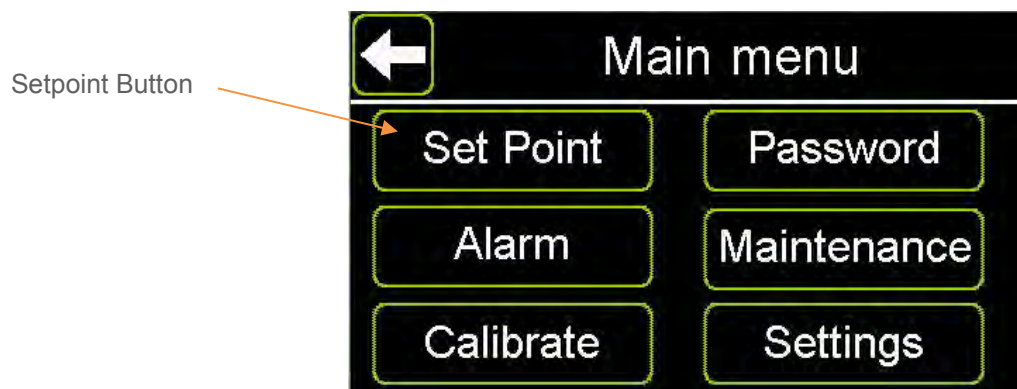 Main menu
Setpoint Button
Set Point
Password
Alarm
Maintenance
Calibrate
Settings